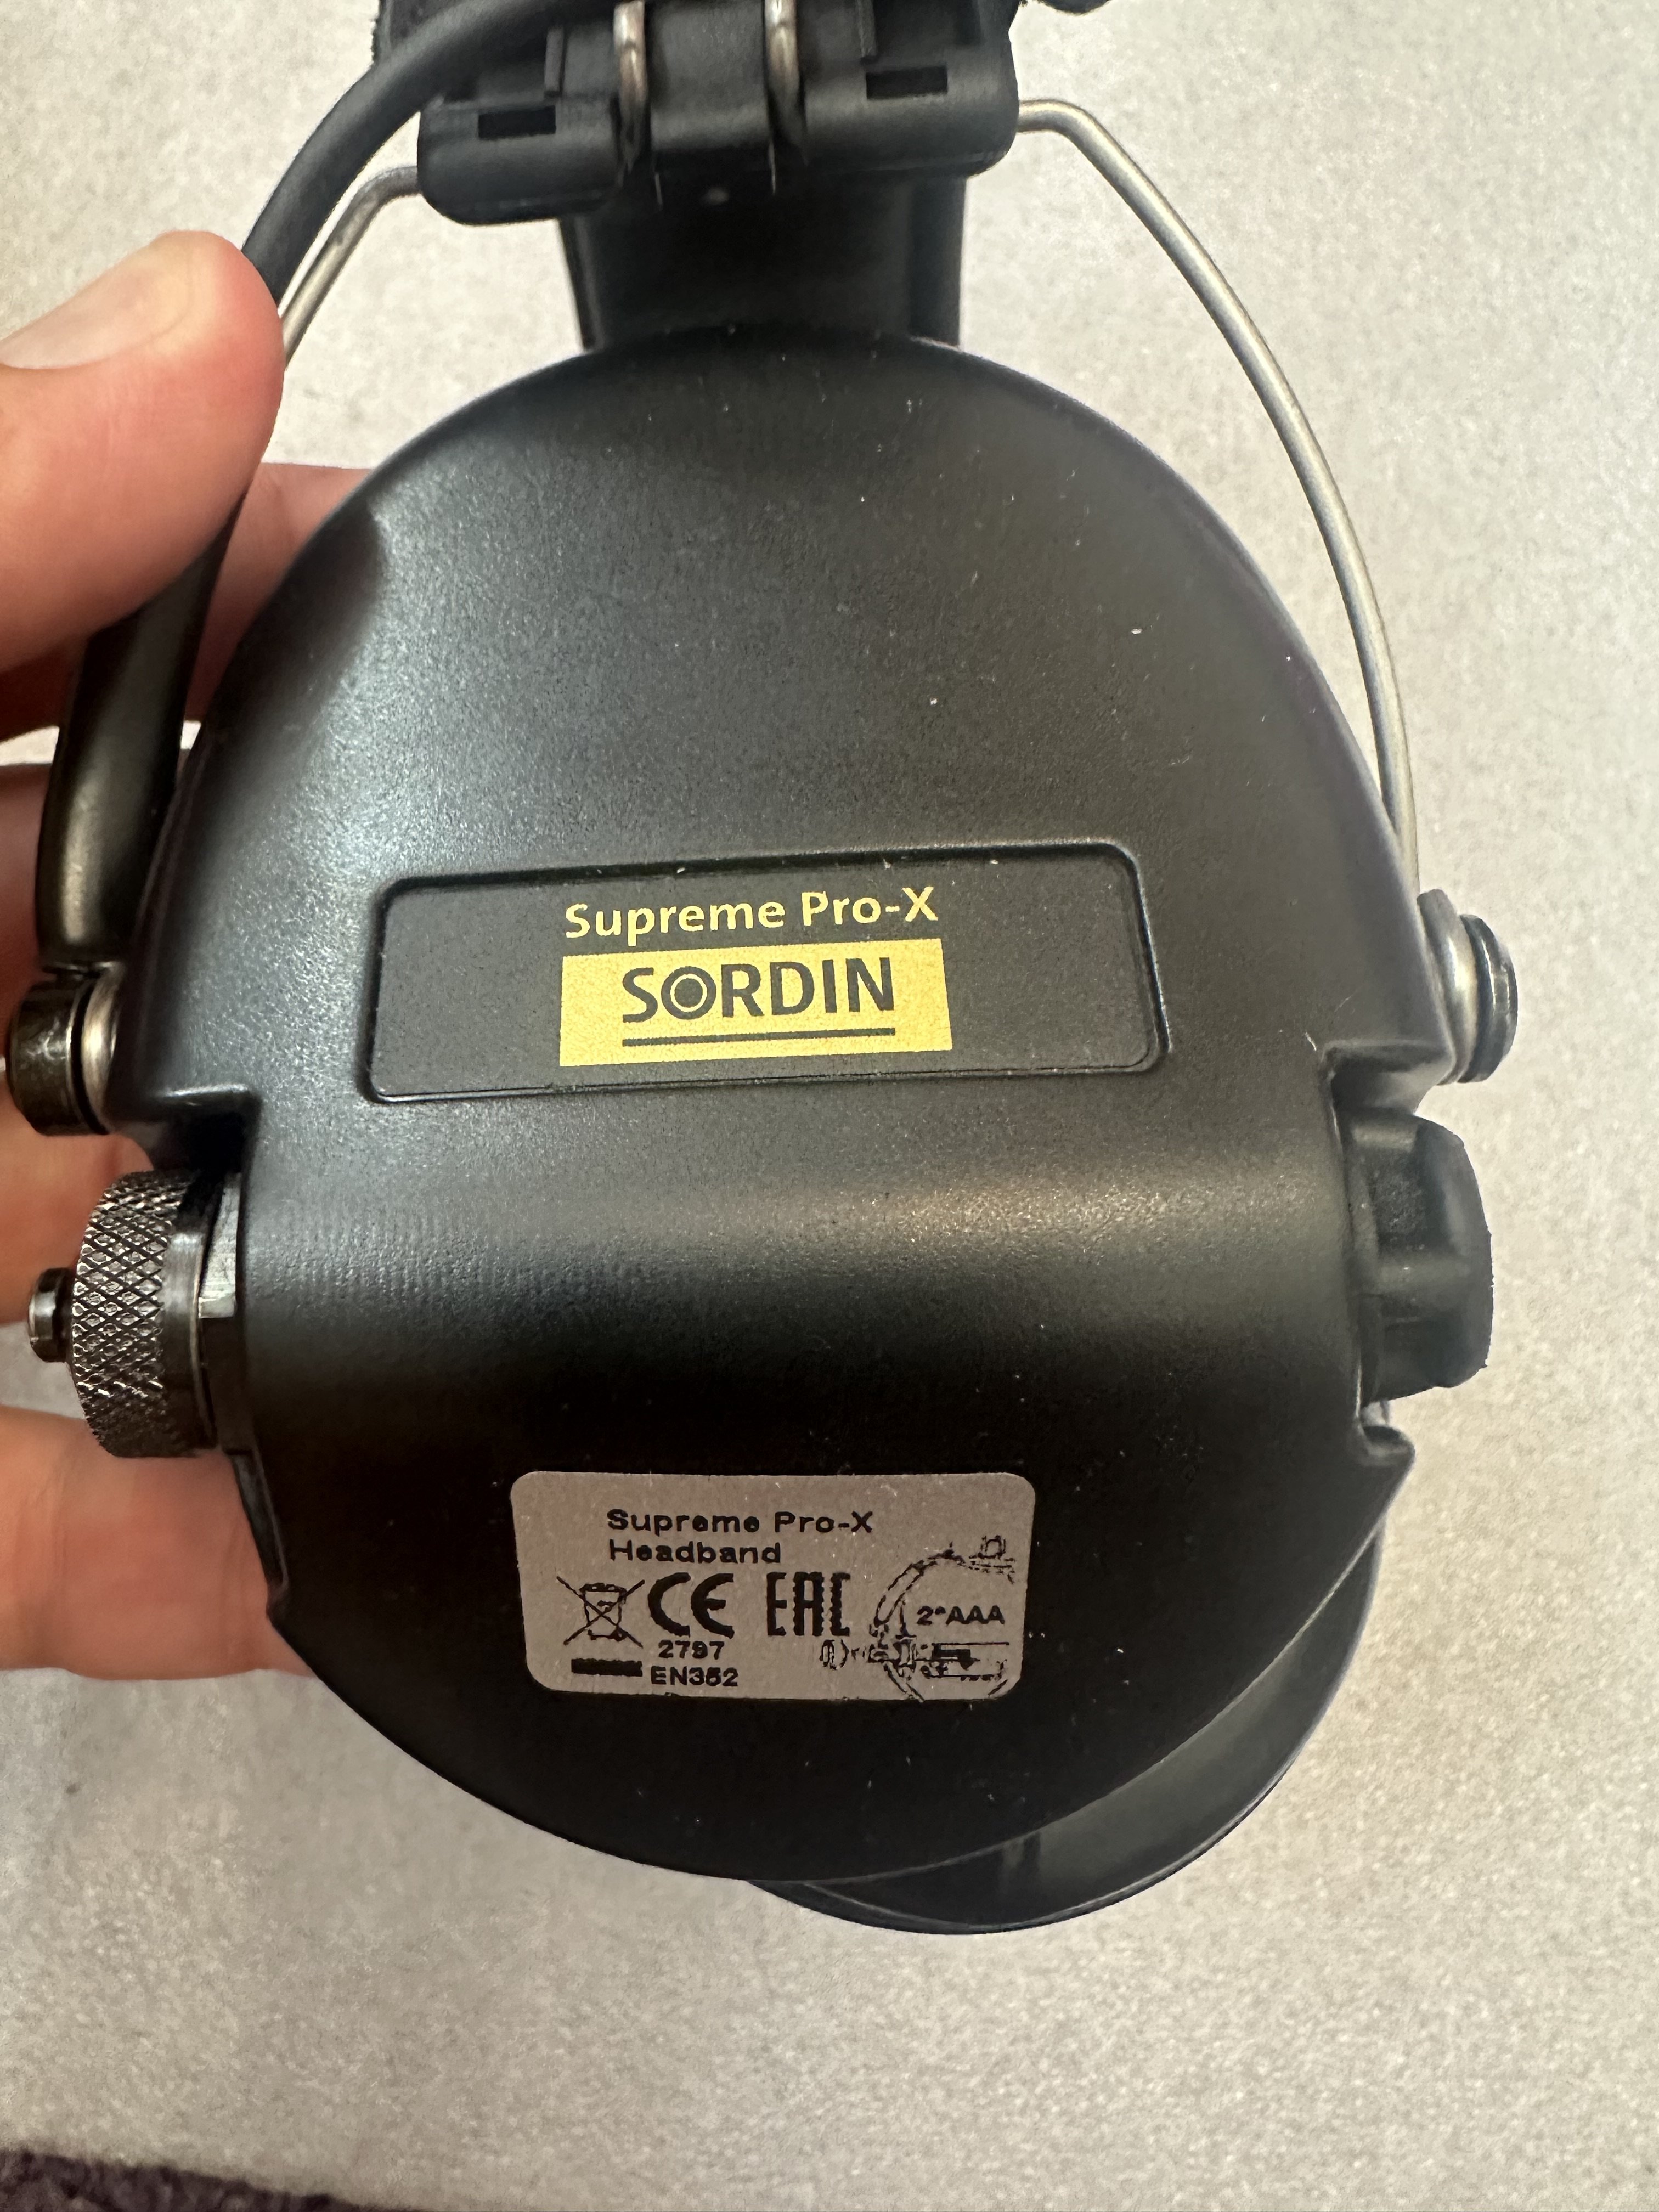 Supreme Pro-X
SORDIN
Supreme Pro-X
Headband
CE EAC
2*AAA
2797
EN352